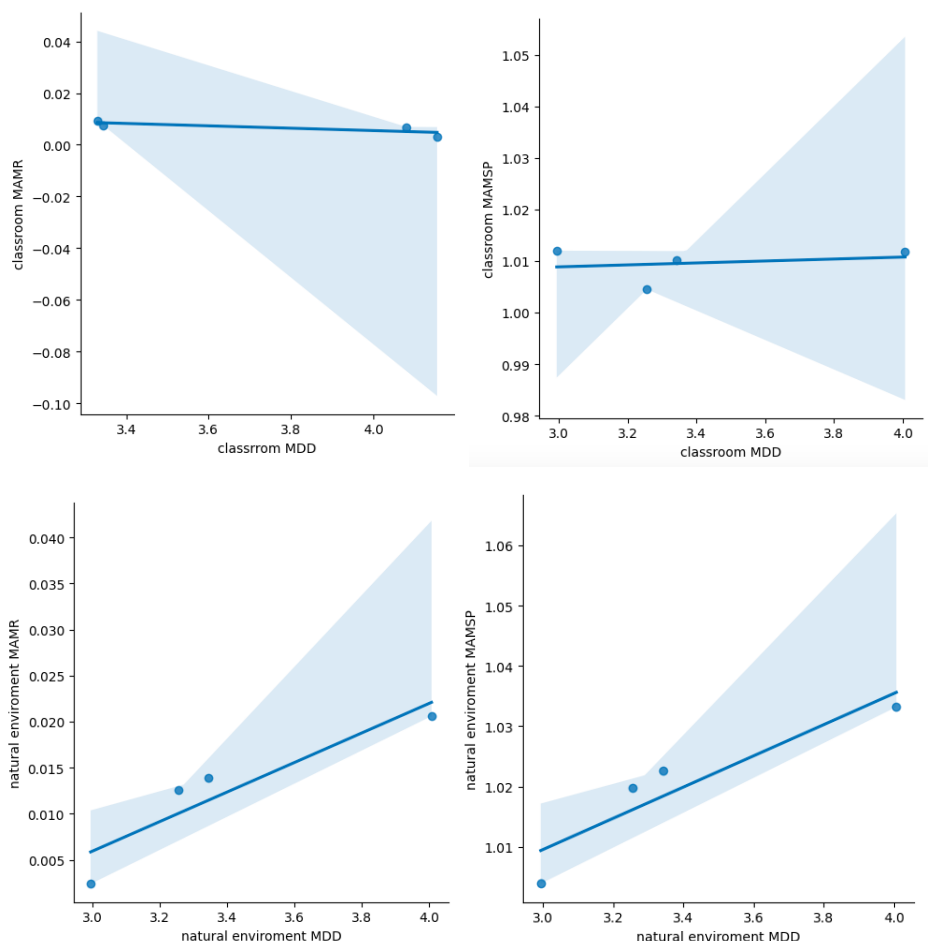 0.04
0.02
0.00
−0.02
−0.04
−0.06
−0.08
−0.10
classroom MAMR
3.4 3.6 3.8 4.0
classrrom MDD
1.05
1.04
1.03
1.02
1.01
1.00
0.99
0.98
classroom MAMSP
3.0 3.2 3.4 3.6 3.8 4.0
classroom MDD
0.040
0.035
0.030
0.025
0.020
0.015
0.010
0.005
natural enviroment MAMR
3.0 3.2 3.4 3.6 3.8 4.0
natural enviroment MDD
1.06
1.05
1.04
1.03
1.02
1.01
natural enviroment MAMSP
3.0 3.2 3.4 3.6 3.8 4.0
natural enviroment MDD